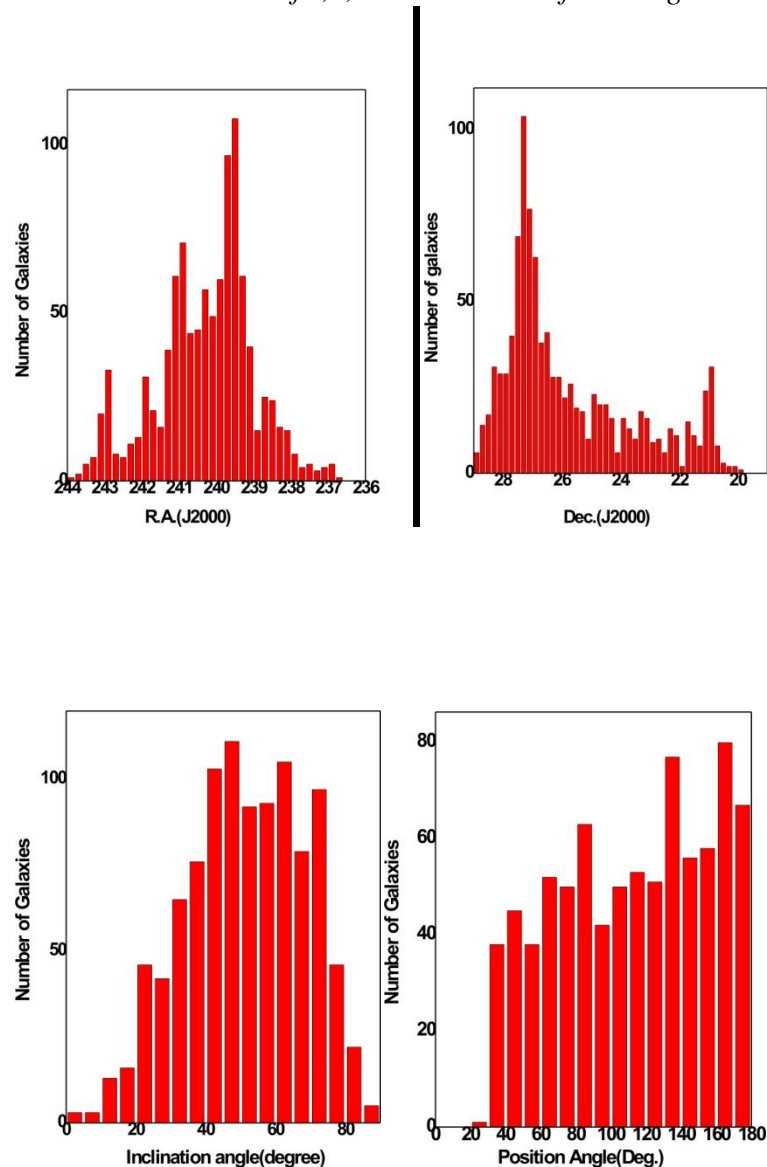 Number of Galaxies
100
50
0
244 243 242 241 240 239 238 237 236
R.A.(J2000)
Number of galaxies
100
50
0
28 26 24 22 20
Dec.(J2000)
Number of Galaxies
100
50
0
0 20 40 60 80
Inclination angle(degree)
Number of Galaxies
80
60
40
20
0
0 20 40 60 80 100 120 140 160 180
Position Angle(Deg.)